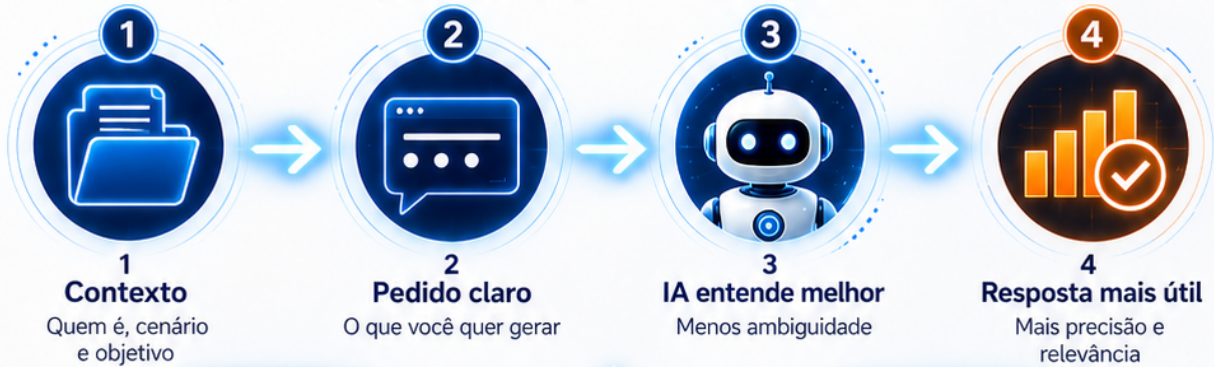 1
2
3
4
1
Contexto
Quem é, cenário
e objetivo
2
Pedido claro
O que você quer gerar
3
IA entende melhor
Menos ambiguidade
4
Resposta mais útil
Mais precisão e
relevância